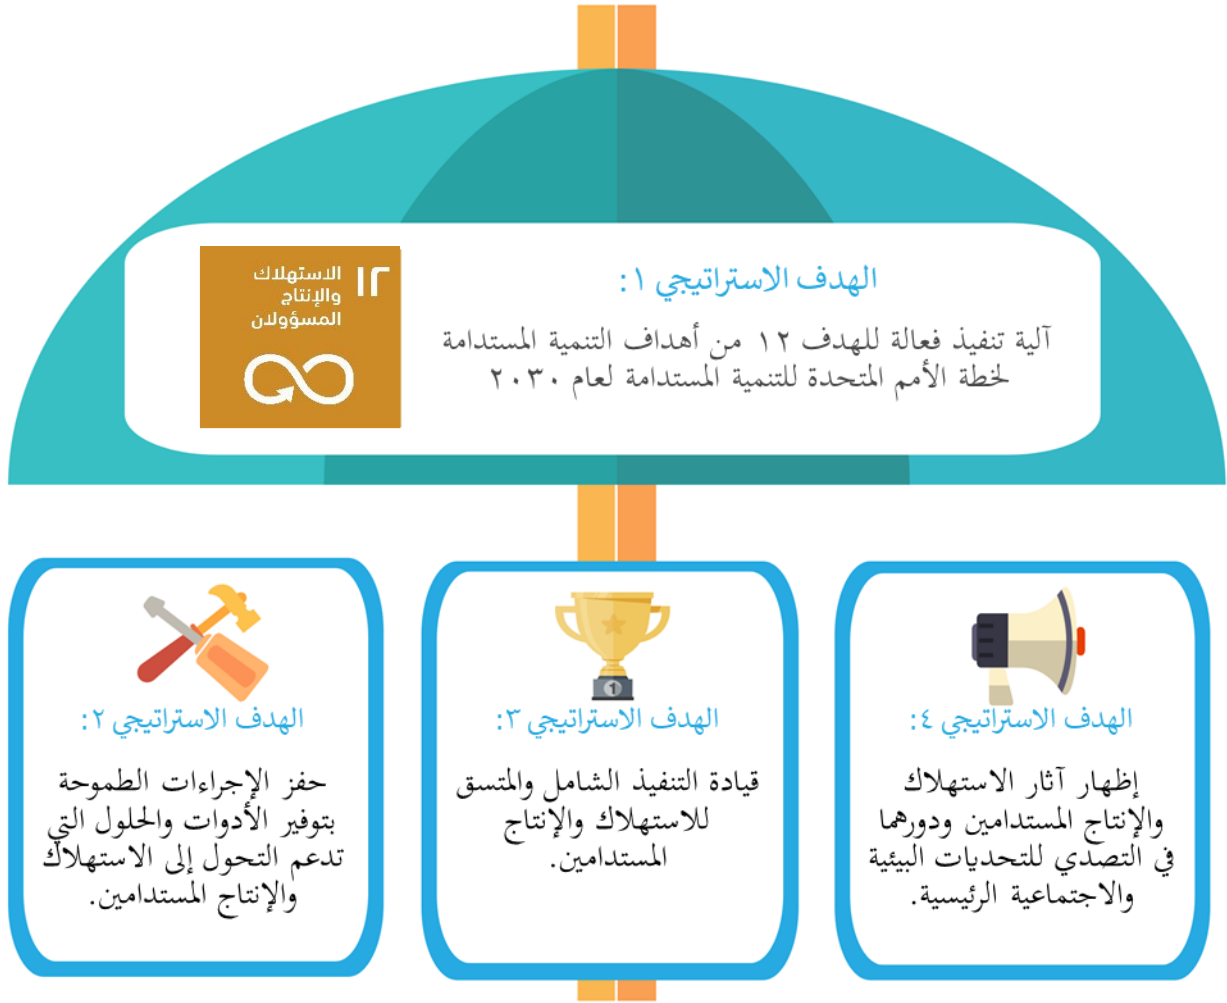 الهدف الاستراتيجي ١:
آلية تنفيذ فعالة للهدف ١٢ من أهداف التنمية المستدامة
لخطة الأمم المتحدة للتنمية المستدامة لعام ٢٠٣٠
١٢ الاستهلاك
والإنتاج
المسؤولان
الهدف الاستراتيجي ٤:
إظهار آثار الاستهلاك
والإنتاج المستدامين ودورهما
في التصدي للتحديات البيئية
والاجتماعية الرئيسية.
1
الهدف الاستراتيجي ٣:
قيادة التنفيذ الشامل والمتسق
للاستهلاك والإنتاج
المستدامين.
الهدف الاستراتيجي ٢:
حفز الإجراءات الطموحة
بتوفير الأدوات والحلول التي
تدعم التحول إلى الاستهلاك
والإنتاج المستدامين.